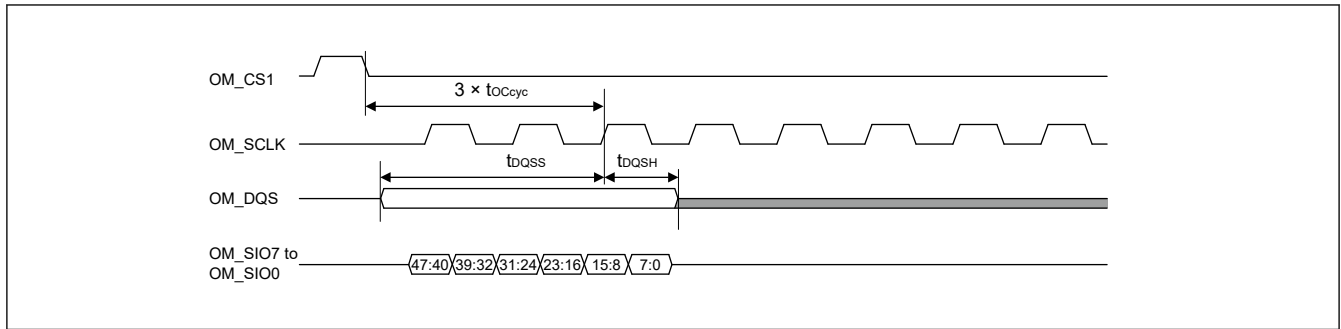 OM_CS1
3 × tOCcyc
OM_SCLK
tDQSS
tDQSH
OM_DQS
OM_SIO7 to
OM_SIO0
47:40 39:32 31:24 23:16 15:8 7:0